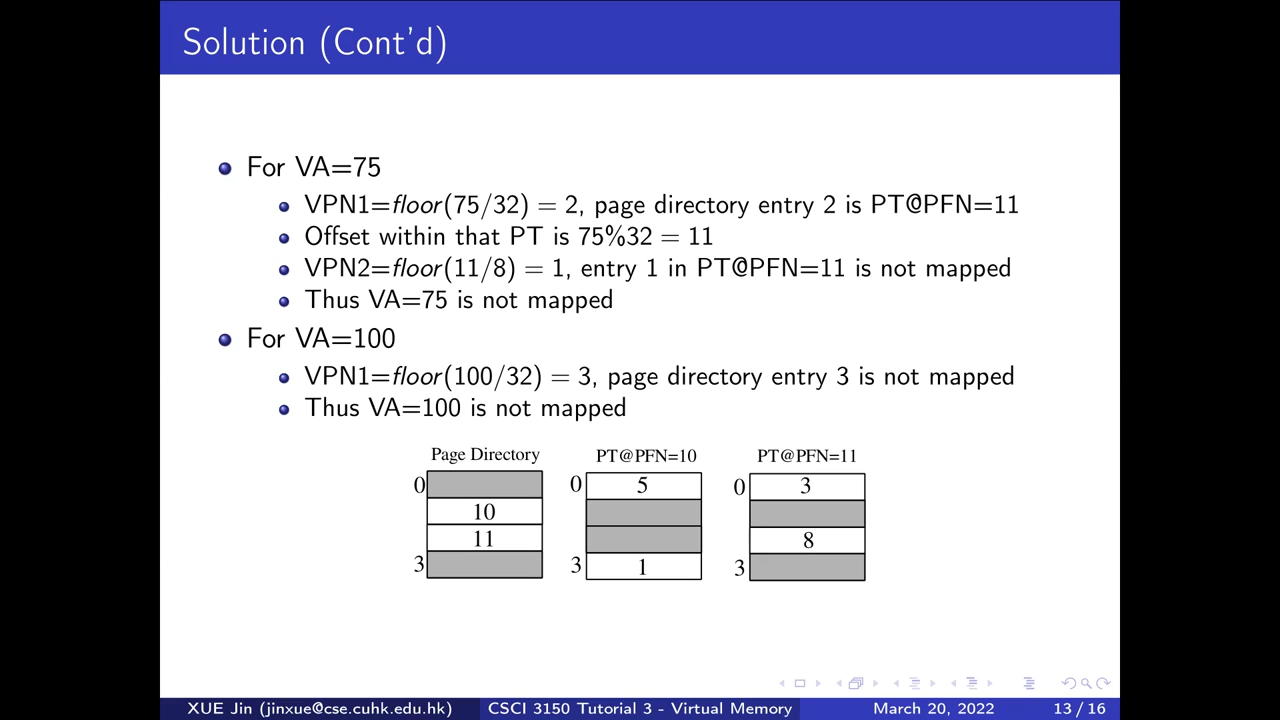 Solution (Cont'd)
For VA=75
VPN1=floor(75/32) = 2, page directory entry 2 is PT@PFN=11
Offset within that PT is 75%32 = 11
VPN2=floor(11/8) = 1, entry 1 in PT@PFN=11 is not mapped
Thus VA=75 is not mapped
For VA=100
VPN1=floor(100/32) = 3, page directory entry 3 is not mapped
Thus VA=100 is not mapped
Page Directory PT@PFN=10 PT@PFN=11
0 0 5 0 3
10
11 8
3 3 1 3
XUE Jin (jinxue@cse.cuhk.edu.hk) CSCI 3150 Tutorial 3 - Virtual Memory March 20, 2022 13 / 16